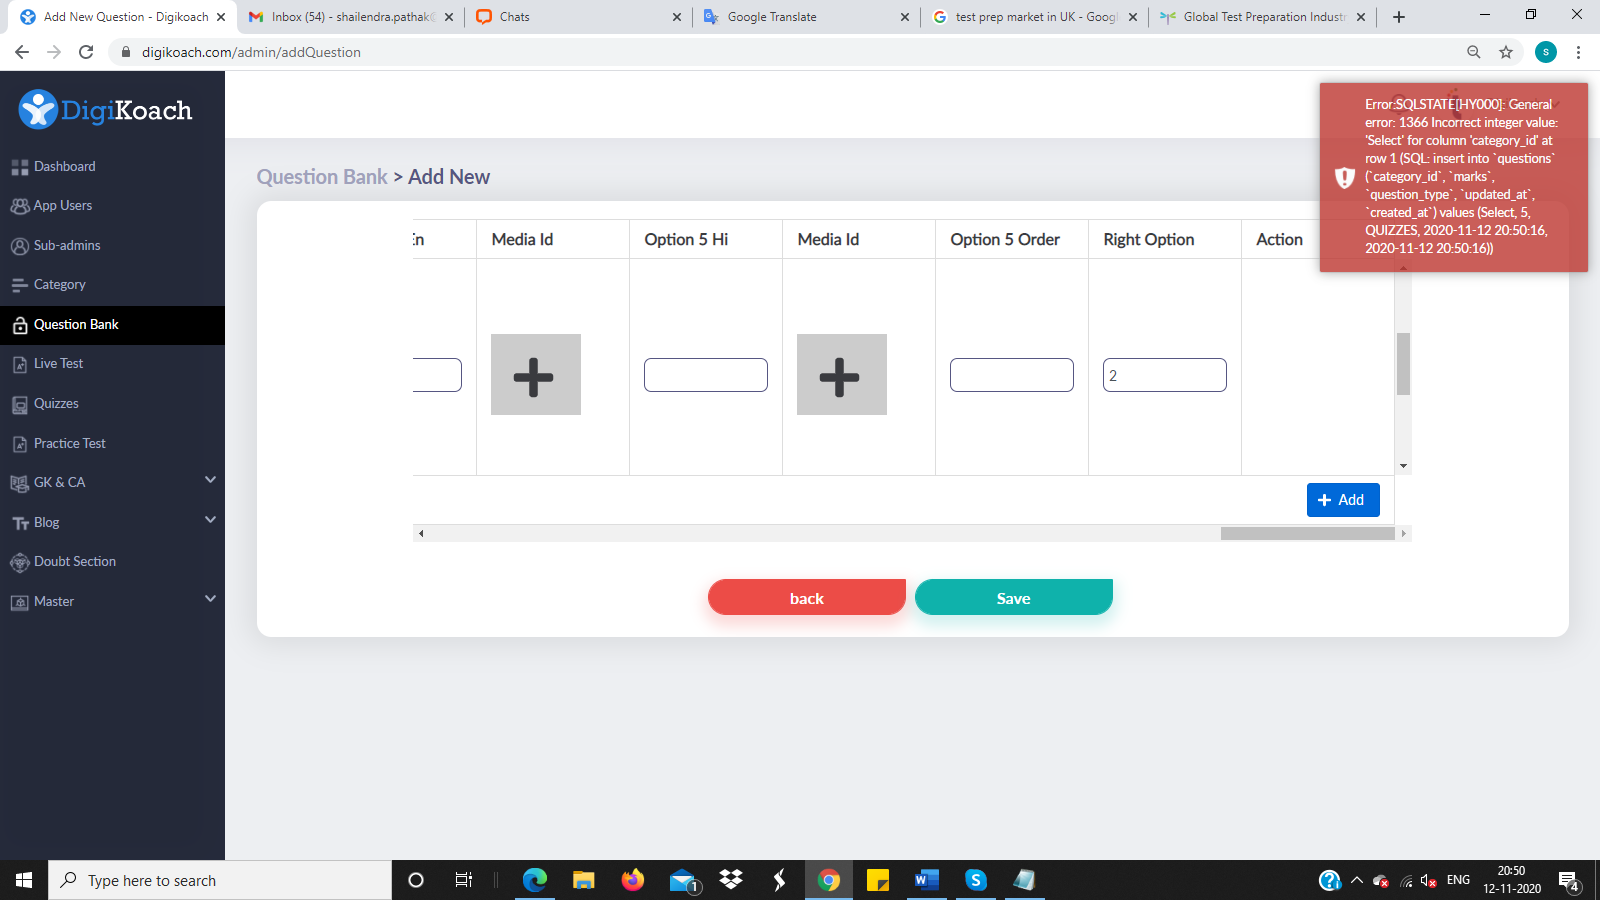 Add New Question - Digikoach
Inbox (54) - shailendra.pathak
Chats
Google Translate
test prep market in UK - Googl
Global Test Preparation Industr
digikoach.com/admin/addQuestion
S
DigiKoach
Dashboard
App Users
Sub-admins
Category
Question Bank
Live Test
Quizzes
Practice Test
GK & CA
Blog
Doubt Section
Master
Question Bank > Add New
En
Media Id
Option 5 Hi
Media Id
Option 5 Order
Right Option
Action
2
+ Add
back
Save
Error:SQLSTATE[HY000]: General
error: 1366 Incorrect integer value:
'Select' for column 'category_id' at
row 1 (SQL: insert into `questions`
(`category_id`, `marks`,
`question_type`, `updated_at`,
`created_at`) values (Select, 5,
QUIZZES, 2020-11-12 20:50:16,
2020-11-12 20:50:16))
Type here to search
1
ENG
20:50
12-11-2020
4